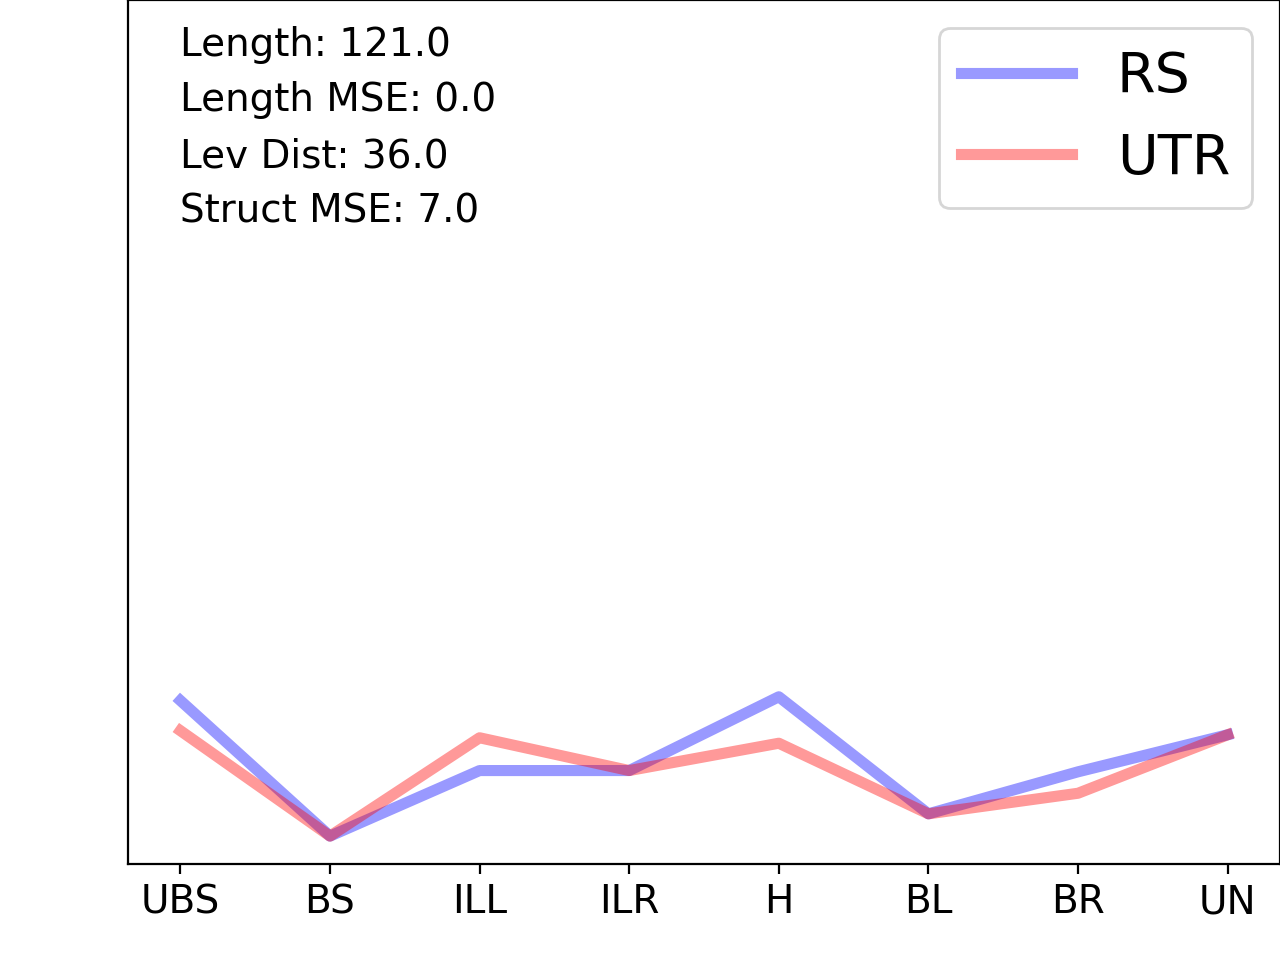 Length: 121.0
Length MSE: 0.0
Lev Dist: 36.0
Struct MSE: 7.0
RS
UTR
UBS BS ILL ILR H BL BR UN